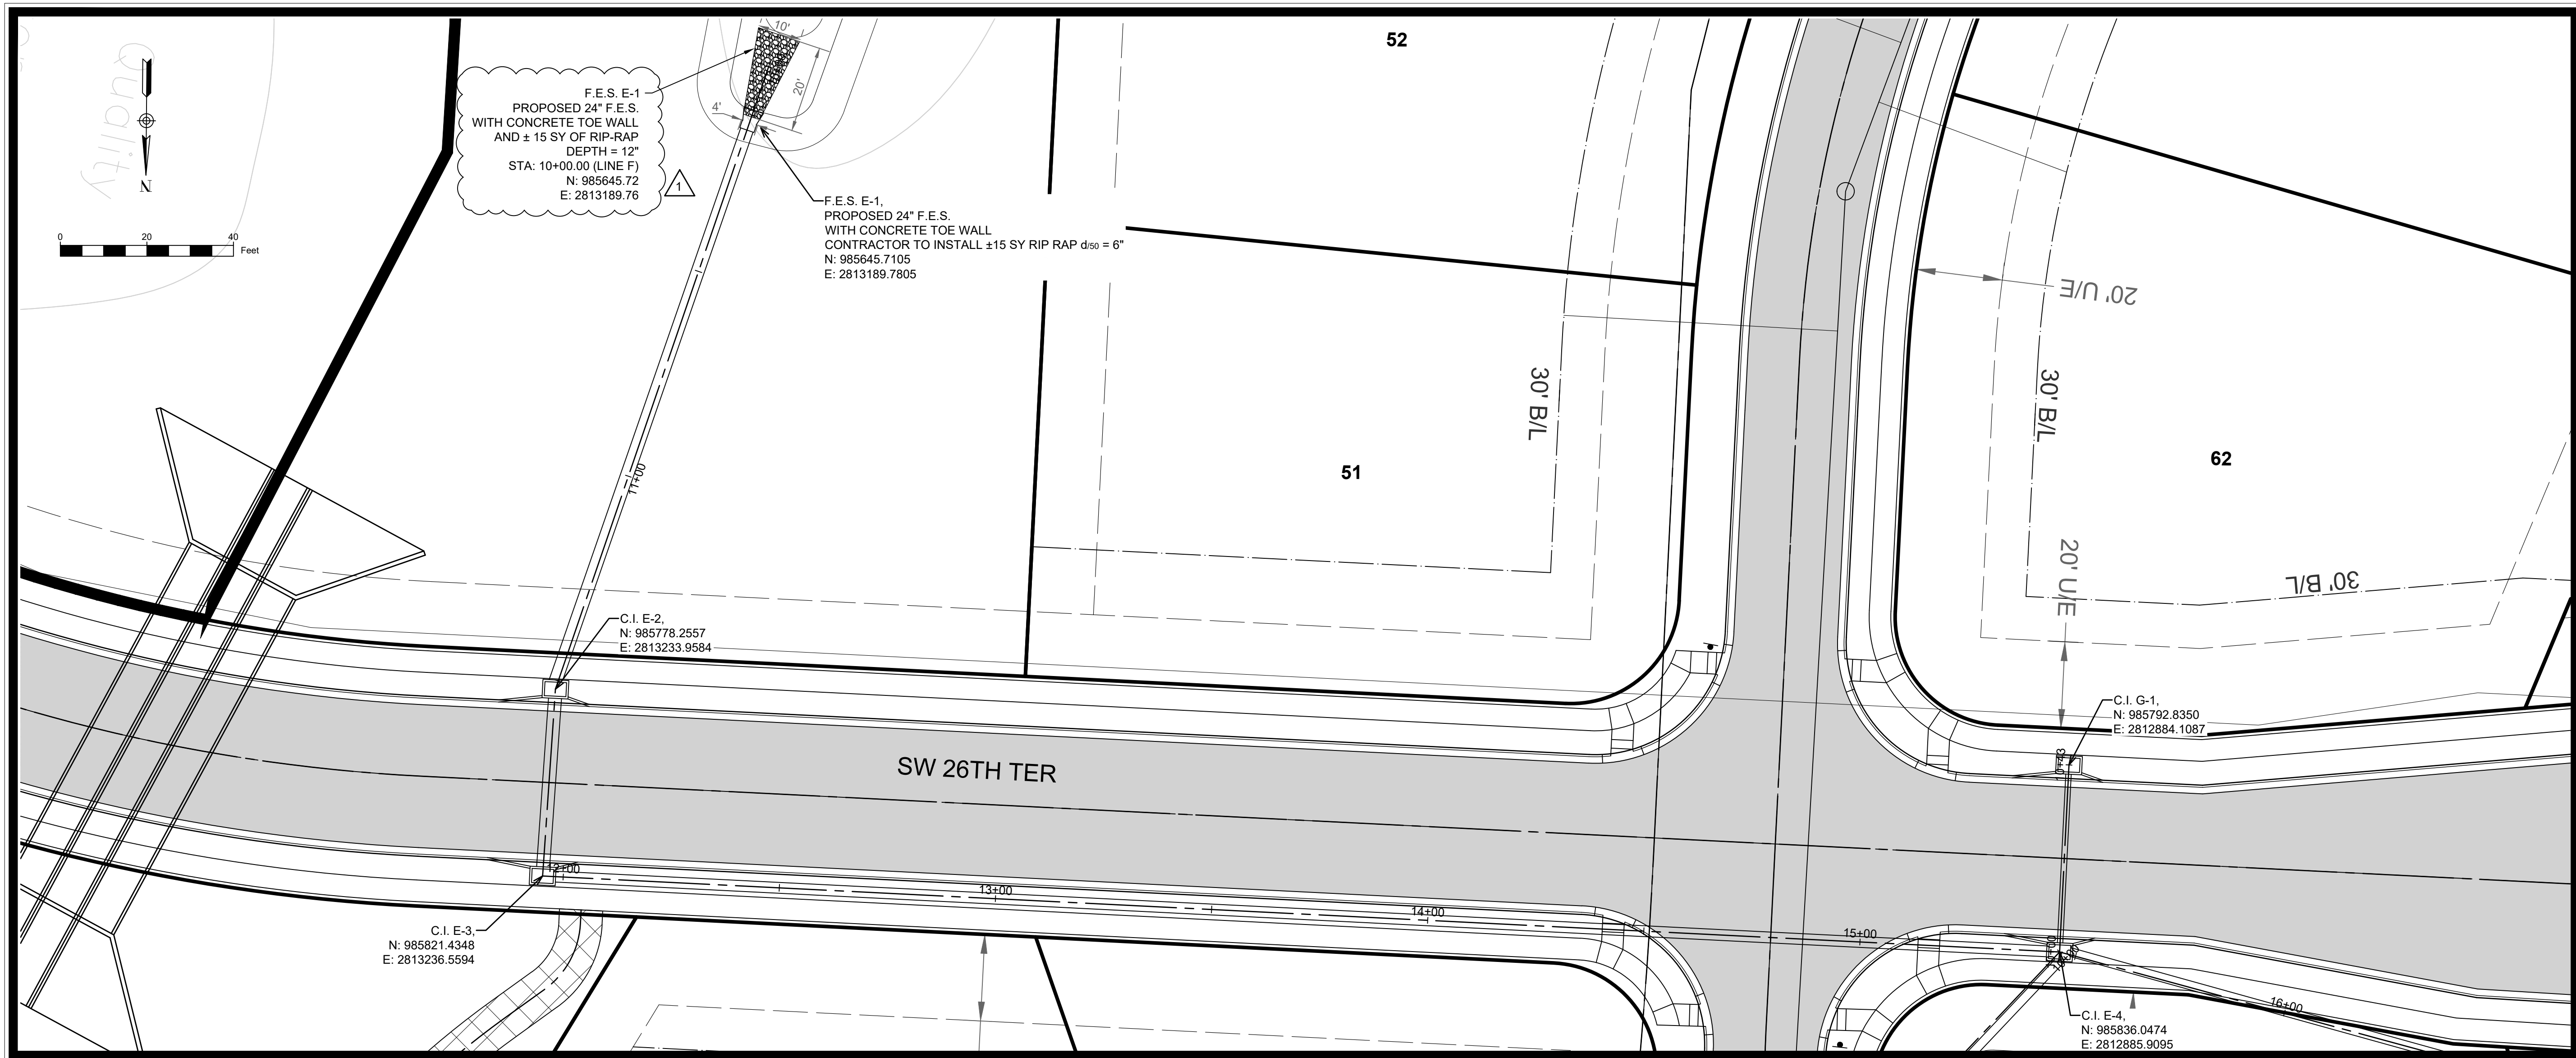 Quality
N
0 20 40
Feet
F.E.S. E-1
PROPOSED 24" F.E.S.
WITH CONCRETE TOE WALL
AND ± 15 SY OF RIP-RAP
DEPTH = 12"
STA: 10+00.00 (LINE F)
N: 985645.72
E: 2813189.76
1
10'
20'
4'
F.E.S. E-1,
PROPOSED 24" F.E.S.
WITH CONCRETE TOE WALL
CONTRACTOR TO INSTALL ±15 SY RIP RAP d/50 = 6"
N: 985645.7105
E: 2813189.7805
52
51
62
30' B/L
20' U/E
30' B/L
20' U/E
30' B/L
11+00
C.I. E-2,
N: 985778.2557
E: 2813233.9584
SW 26TH TER
C.I. G-1,
N: 985792.8350
E: 2812884.1087
0+43
12+00
13+00
14+00
15+00
16+00
C.I. E-3,
N: 985821.4348
E: 2813236.5594
C.I. E-4,
N: 985836.0474
E: 2812885.9095